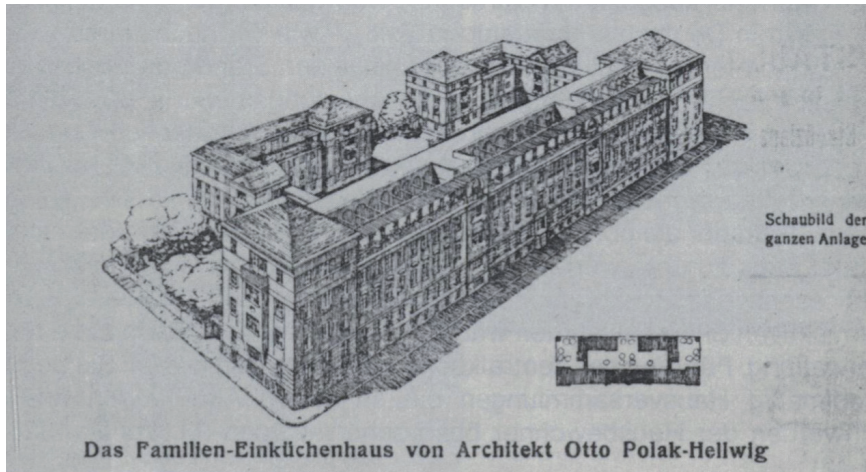 Schaubild der
ganzen Anlage
Das Familien-Einküchenhaus von Architekt Otto Polak-Hellwig